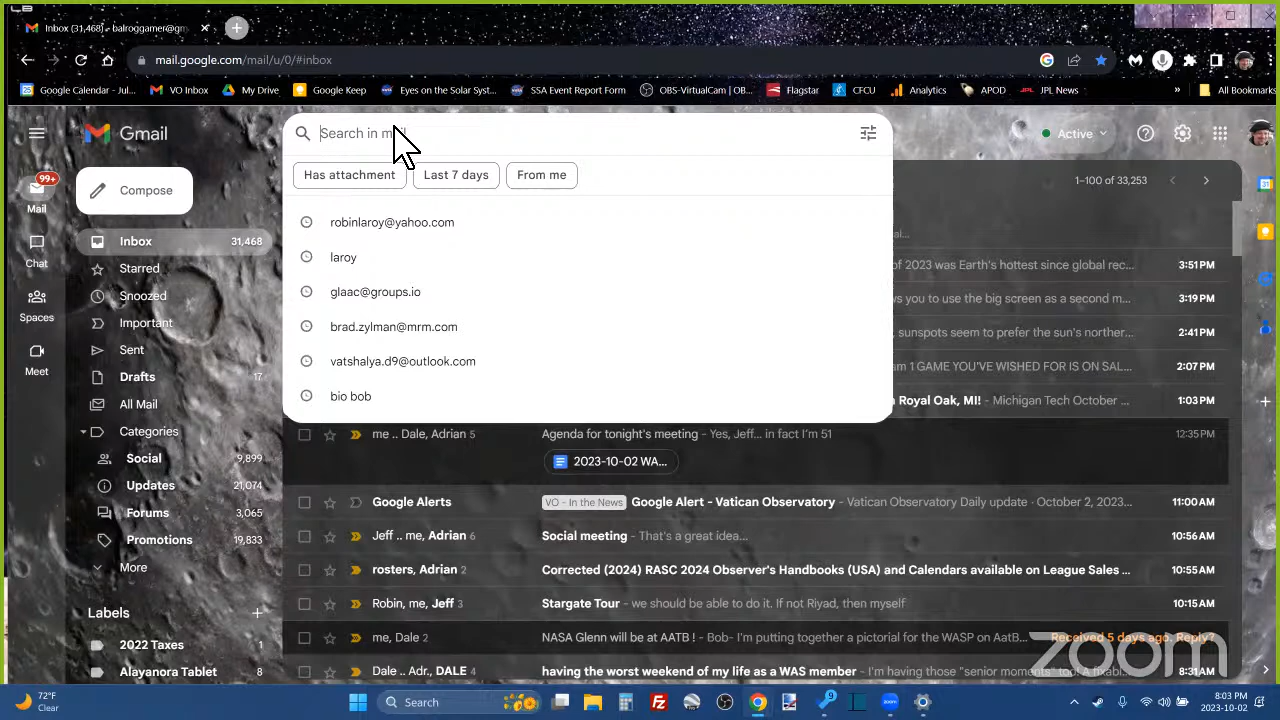 Inbox (31,468) - balroggamer@gm
mail.google.com/mail/u/0/#inbox
Google Calendar - Jul...
VO Inbox
My Drive
Google Keep
Eyes on the Solar Syst...
SSA Event Report Form
OBS-VirtualCam | OB...
Flagstar
CFCU
Analytics
APOD
JPL News
»
All Bookmarks
Gmail
Search in m
Active
Has attachment
Last 7 days
From me
1–100 of 33,253
Compose
99+
Mail
Chat
Spaces
Meet
Inbox 31,468
Starred
Snoozed
Important
Sent
Drafts 17
All Mail
Categories
Social 9,899
Updates 21,074
Forums 3,065
Promotions 19,833
More
Labels
2022 Taxes 1
Alayanora Tablet 8
robinlaroy@yahoo.com
laroy
glaac@groups.io
brad.zylman@mrm.com
vatshalya.d9@outlook.com
bio bob
al...
of 2023 was Earth's hottest since global rec... 3:51 PM
ws you to use the big screen as a second m... 3:19 PM
sunspots seem to prefer the sun's norther... 2:41 PM
m 1 GAME YOU'VE WISHED FOR IS ON SAL... 2:07 PM
Royal Oak, MI! - Michigan Tech October ... 1:03 PM
me .. Dale, Adrian 5 Agenda for tonight's meeting - Yes, Jeff... in fact I'm 51 12:35 PM
2023-10-02 WA...
Google Alerts VO - In the News Google Alert - Vatican Observatory - Vatican Observatory Daily update · October 2, 2023... 11:00 AM
Jeff .. me, Adrian 6 Social meeting - That's a great idea... 10:56 AM
rosters, Adrian 2 Corrected (2024) RASC 2024 Observer's Handbooks (USA) and Calendars available on League Sales ... 10:55 AM
Robin, me, Jeff 3 Stargate Tour - we should be able to do it. If not Riyad, then myself 10:15 AM
me, Dale 2 NASA Glenn will be at AATB ! - Bob- I'm putting together a pictorial for the WASP on AatB... Received 5 days ago. Reply?
Dale .. Adr., DALE 4 having the worst weekend of my life as a WAS member - I'm having those "senior moments" 8:31 AM
zoom
72°F
Clear
Search
9
zoom
8:03 PM
2023-10-02